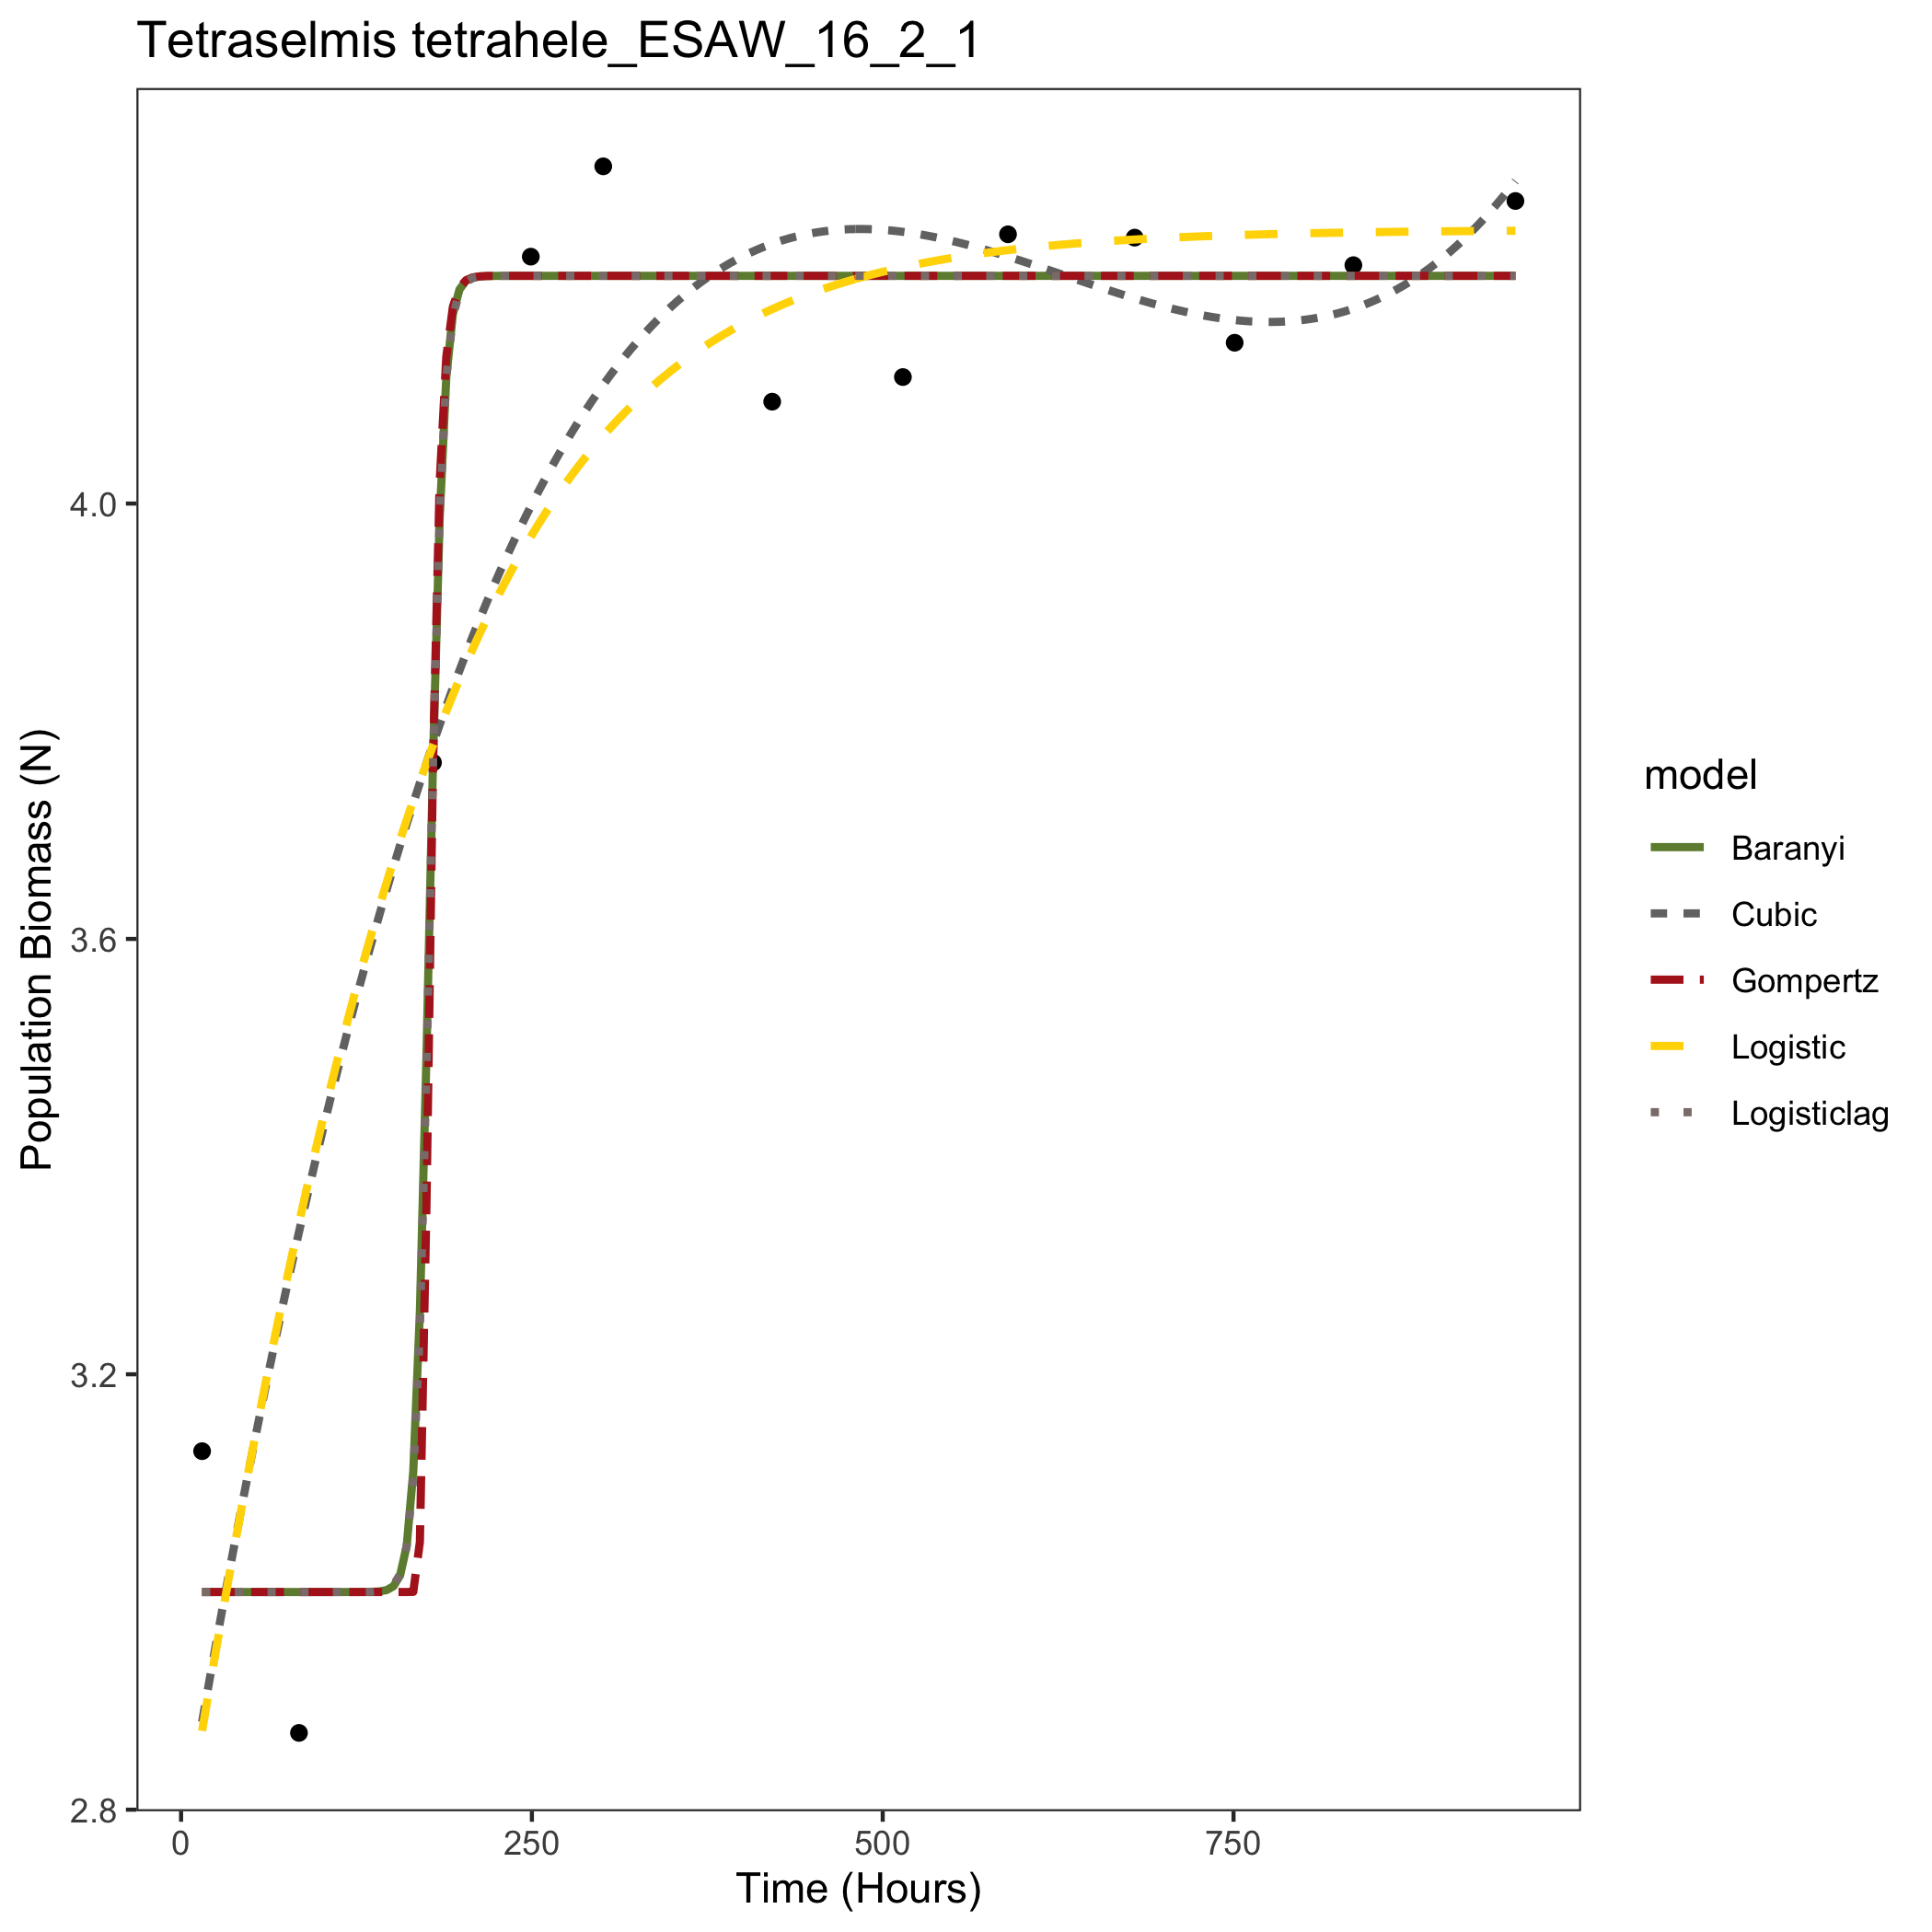 Tetraselmis tetrahele_ESAW_16_2_1
Population Biomass (N)
4.0
3.6
3.2
2.8
0
250
500
750
Time (Hours)
model
Baranyi
Cubic
Gompertz
Logistic
Logisticlag